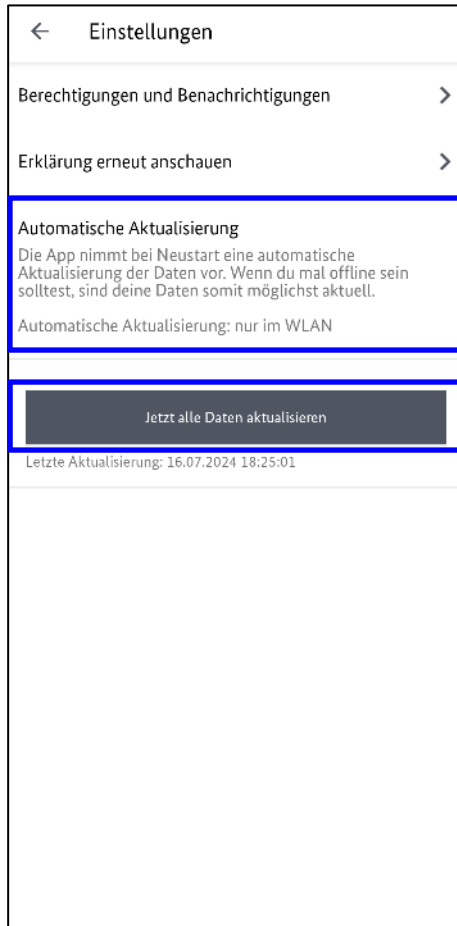 Einstellungen
Berechtigungen und Benachrichtigungen
Erklärung erneut anschauen
Automatische Aktualisierung
Die App nimmt bei Neustart eine automatische
Aktualisierung der Daten vor. Wenn du mal offline sein
solltest, sind deine Daten somit möglichst aktuell.
Automatische Aktualisierung: nur im WLAN
Jetzt alle Daten aktualisieren
Letzte Aktualisierung: 16.07.2024 18:25:01